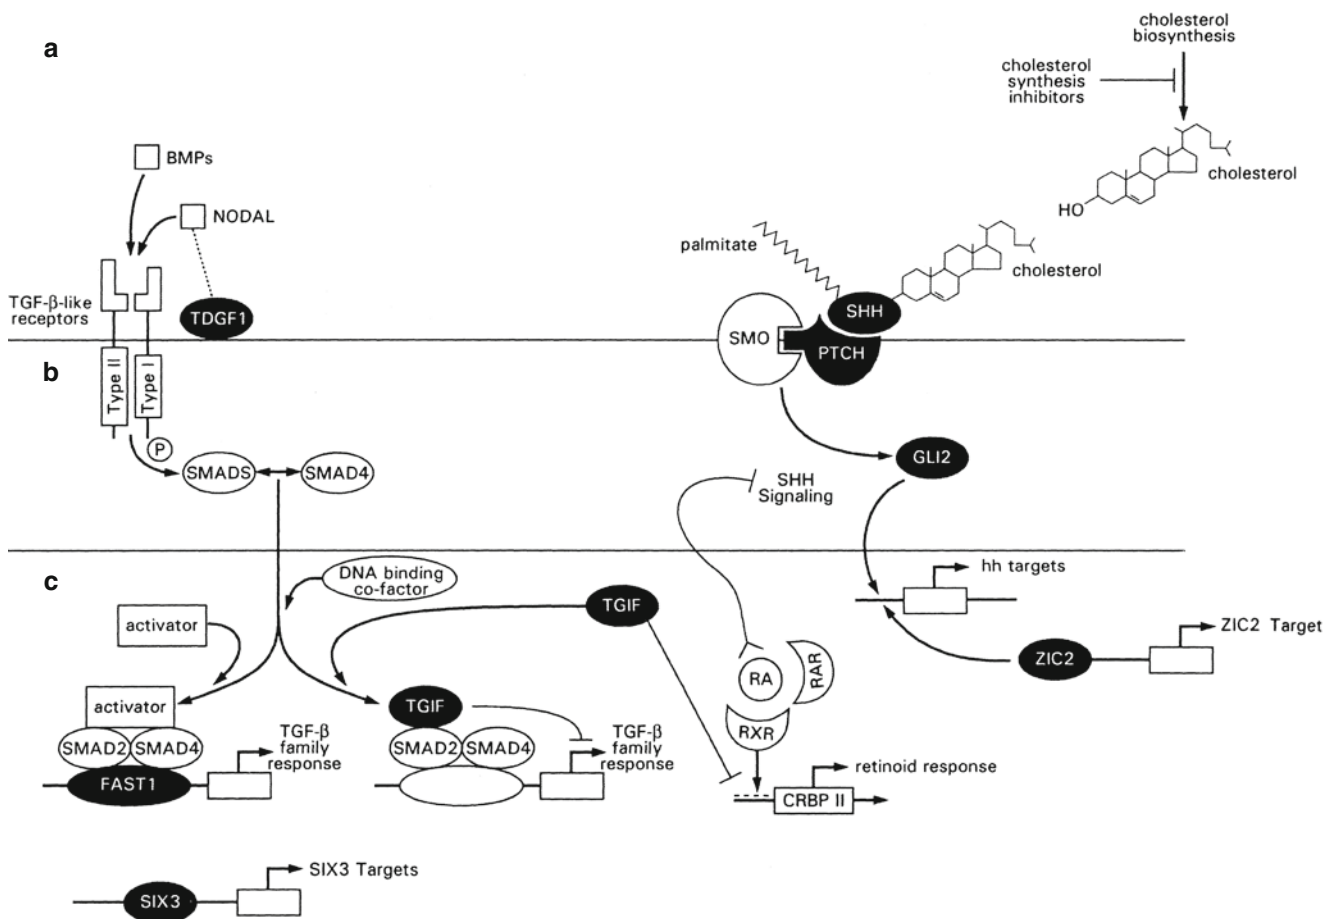 a
cholesterol
biosynthesis
cholesterol
synthesis
inhibitors
BMPs
cholesterol
HO
NODAL
palmitate
cholesterol
TGF-β-like
receptors
TDGF1
SHH
SMO
PTCH
b
Type II
Type I
P
SMADS
SMAD4
GLI2
SHH
Signaling
c
DNA binding
co-factor
hh targets
TGIF
activator
ZIC2 Target
ZIC2
RA
RAR
activator
TGIF
RXR
SMAD2
SMAD4
TGF-β
family
response
SMAD2
SMAD4
TGF-β
family
response
FAST1
retinoid response
CRBP II
SIX3 Targets
SIX3